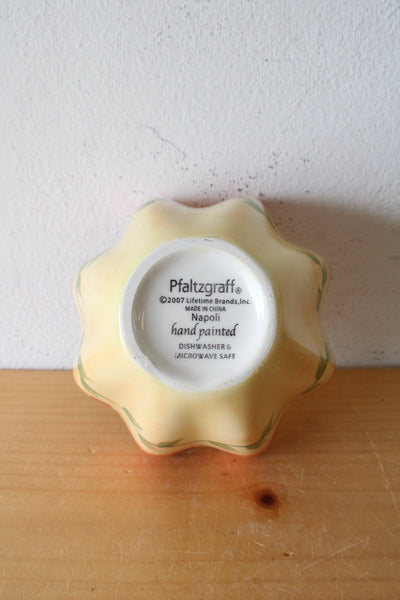 Pfaltzgraff®
©2007 Lifetime Brands, Inc.
MADE IN CHINA
Napoli
hand painted
DISHWASHER &
MICROWAVE SAFE